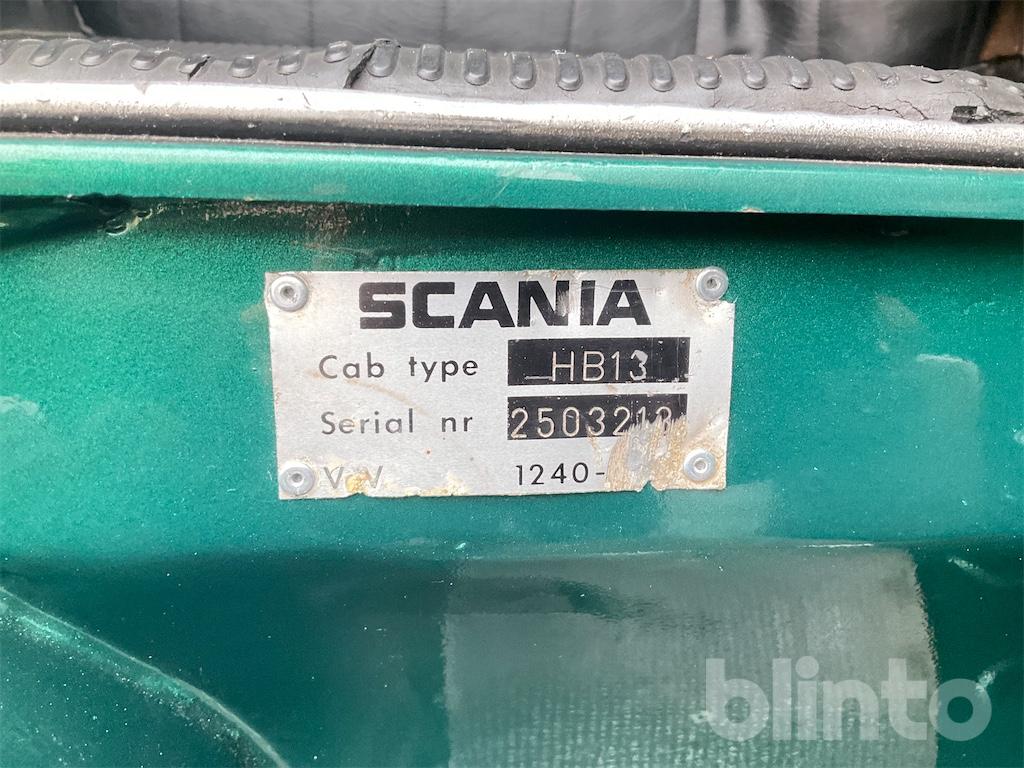 SCANIA
Cab type HB13
Serial nr
V V 1240-
blinto